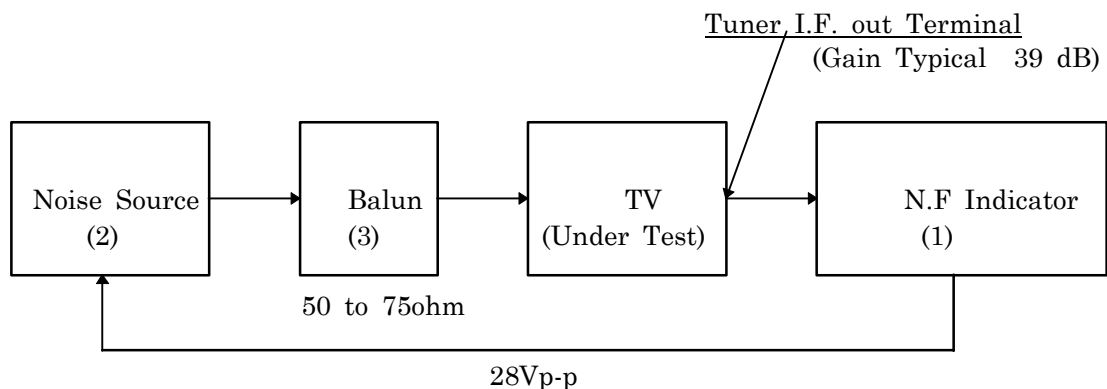 Tuner I.F. out Terminal
(Gain Typical 39 dB)
Noise Source
(2)
Balun
(3)
TV
(Under Test)
N.F Indicator
(1)
50 to 75ohm
28Vp-p